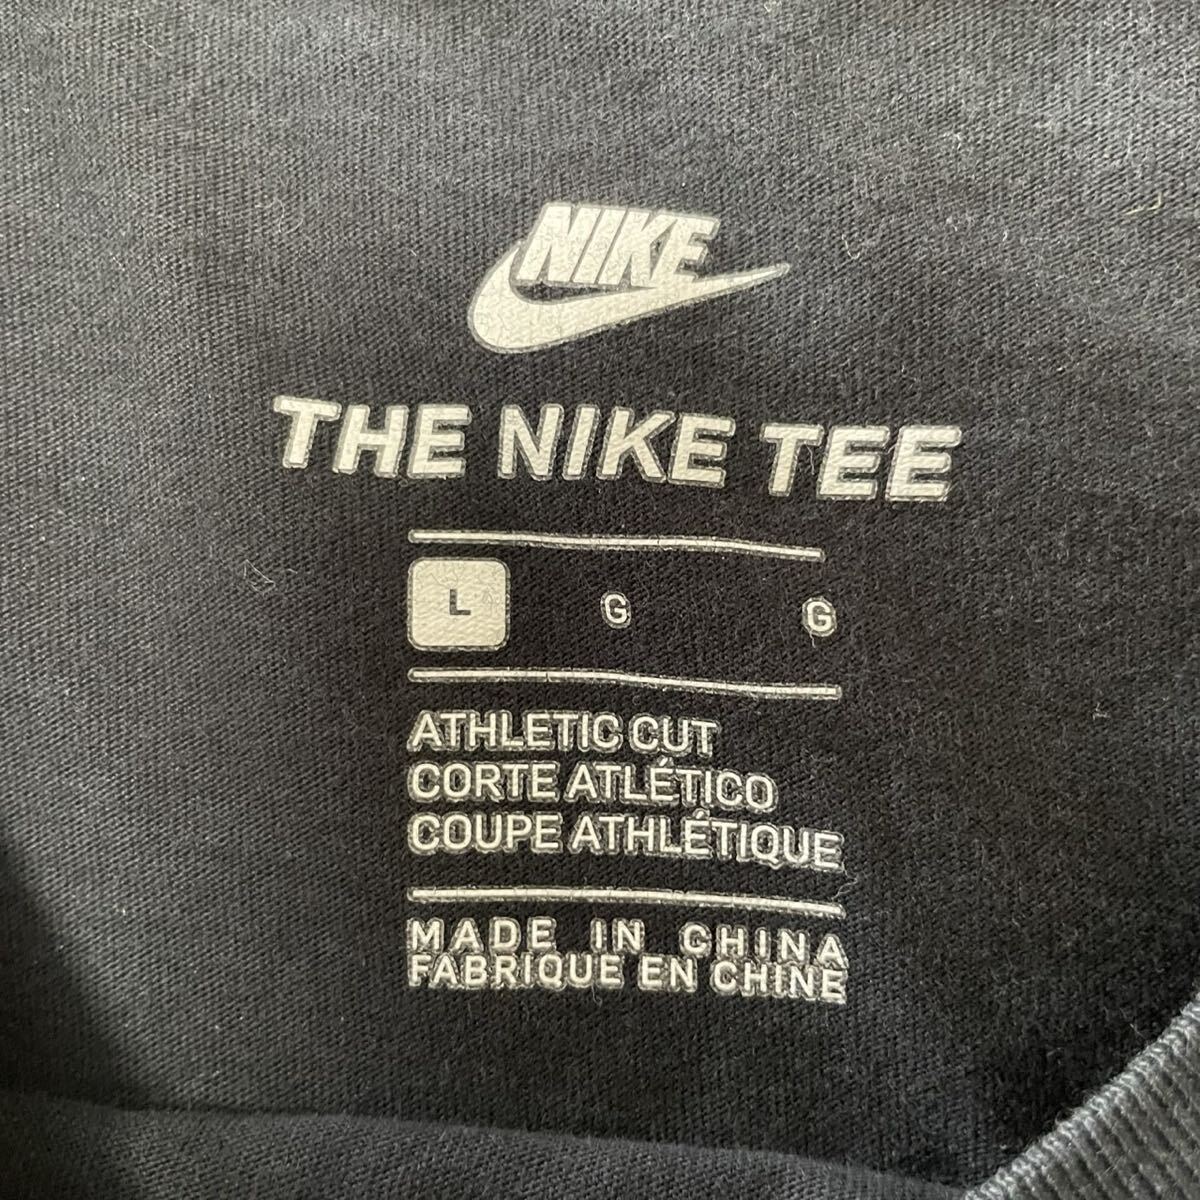 NIKE
THE NIKE TEE
L G G
ATHLETIC CUT
CORTE ATLÉTICO
COUPE ATHLÉTIQUE
MADE IN CHINA
FABRIQUE EN CHINE